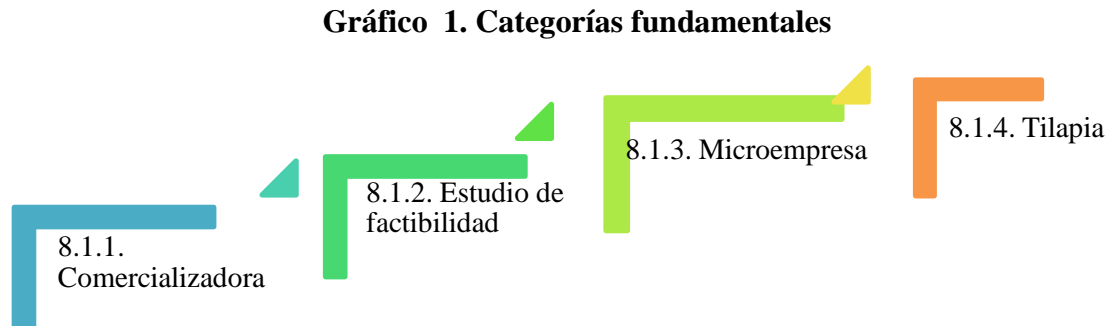 Gráfico 1. Categorías fundamentales
8.1.1.
Comercializadora
8.1.2. Estudio de
factibilidad
8.1.3. Microempresa
8.1.4. Tilapia